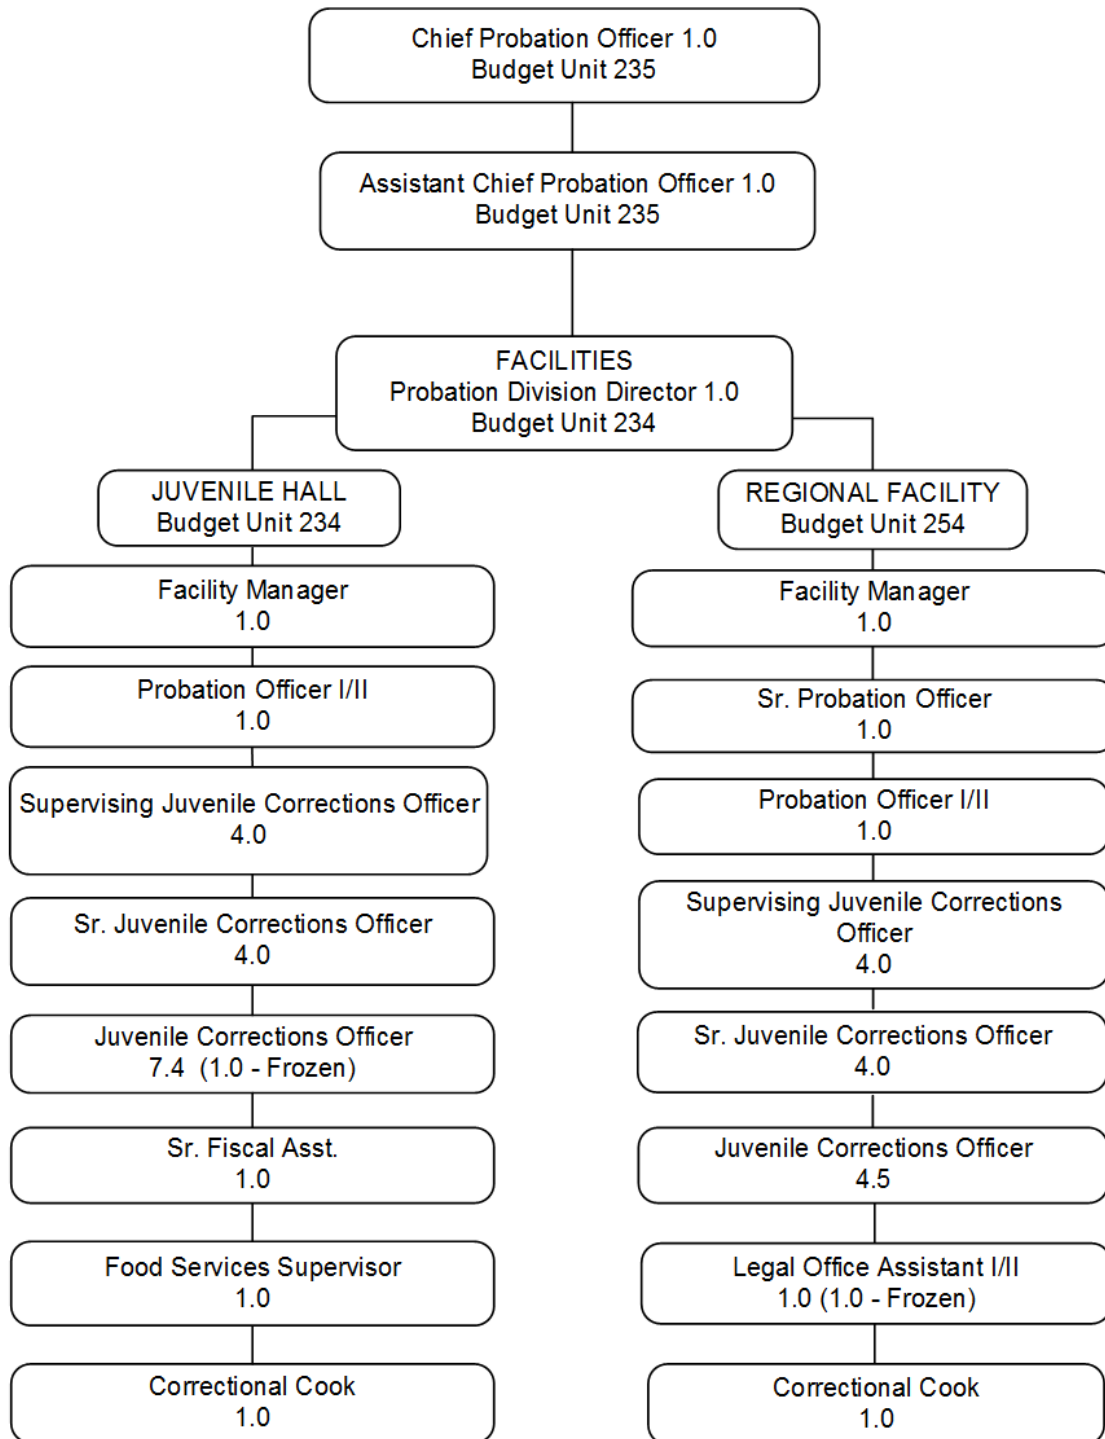 Chief Probation Officer 1.0
Budget Unit 235
Assistant Chief Probation Officer 1.0
Budget Unit 235
FACILITIES
Probation Division Director 1.0
Budget Unit 234
JUVENILE HALL
Budget Unit 234
Facility Manager
1.0
Probation Officer I/II
1.0
Supervising Juvenile Corrections Officer
4.0
Sr. Juvenile Corrections Officer
4.0
Juvenile Corrections Officer
7.4 (1.0 - Frozen)
Sr. Fiscal Asst.
1.0
Food Services Supervisor
1.0
Correctional Cook
1.0
REGIONAL FACILITY
Budget Unit 254
Facility Manager
1.0
Sr. Probation Officer
1.0
Probation Officer I/II
1.0
Supervising Juvenile Corrections
Officer
4.0
Sr. Juvenile Corrections Officer
4.0
Juvenile Corrections Officer
4.5
Legal Office Assistant I/II
1.0 (1.0 - Frozen)
Correctional Cook
1.0